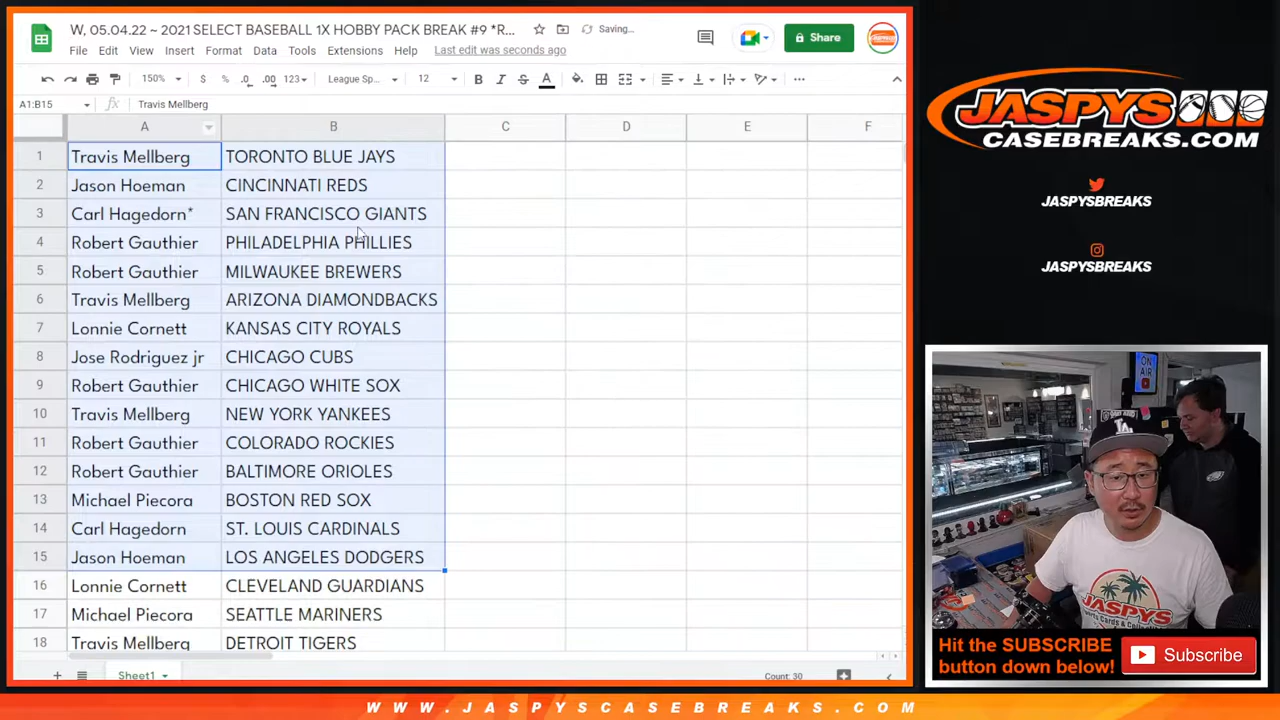 W, 05.04.22 ~ 2021 SELECT BASEBALL 1X HOBBY PACK BREAK #9 *R... Saving...
File Edit View Insert Format Data Tools Extensions Help Last edit was seconds ago
Share
150% $ % .0 .00 123 League Sp... 12 B I S A
A1:B15 fx Travis Mellberg
A B C D E F
1 Travis Mellberg TORONTO BLUE JAYS
2 Jason Hoeman CINCINNATI REDS
3 Carl Hagedorn* SAN FRANCISCO GIANTS
4 Robert Gauthier PHILADELPHIA PHILLIES
5 Robert Gauthier MILWAUKEE BREWERS
6 Travis Mellberg ARIZONA DIAMONDBACKS
7 Lonnie Cornett KANSAS CITY ROYALS
8 Jose Rodriguez jr CHICAGO CUBS
9 Robert Gauthier CHICAGO WHITE SOX
10 Travis Mellberg NEW YORK YANKEES
11 Robert Gauthier COLORADO ROCKIES
12 Robert Gauthier BALTIMORE ORIOLES
13 Michael Piecora BOSTON RED SOX
14 Carl Hagedorn ST. LOUIS CARDINALS
15 Jason Hoeman LOS ANGELES DODGERS
16 Lonnie Cornett CLEVELAND GUARDIANS
17 Michael Piecora SEATTLE MARINERS
18 Travis Mellberg DETROIT TIGERS
Sheet1 Count: 30
JASPYS
CASEBREAKS.COM
JASPYSBREAKS
JASPYSBREAKS
ON AIR
LA
JASPYS
Hit the SUBSCRIBE
button down below!
Subscribe
WWW.JASPYSCASEBREAKS.COM